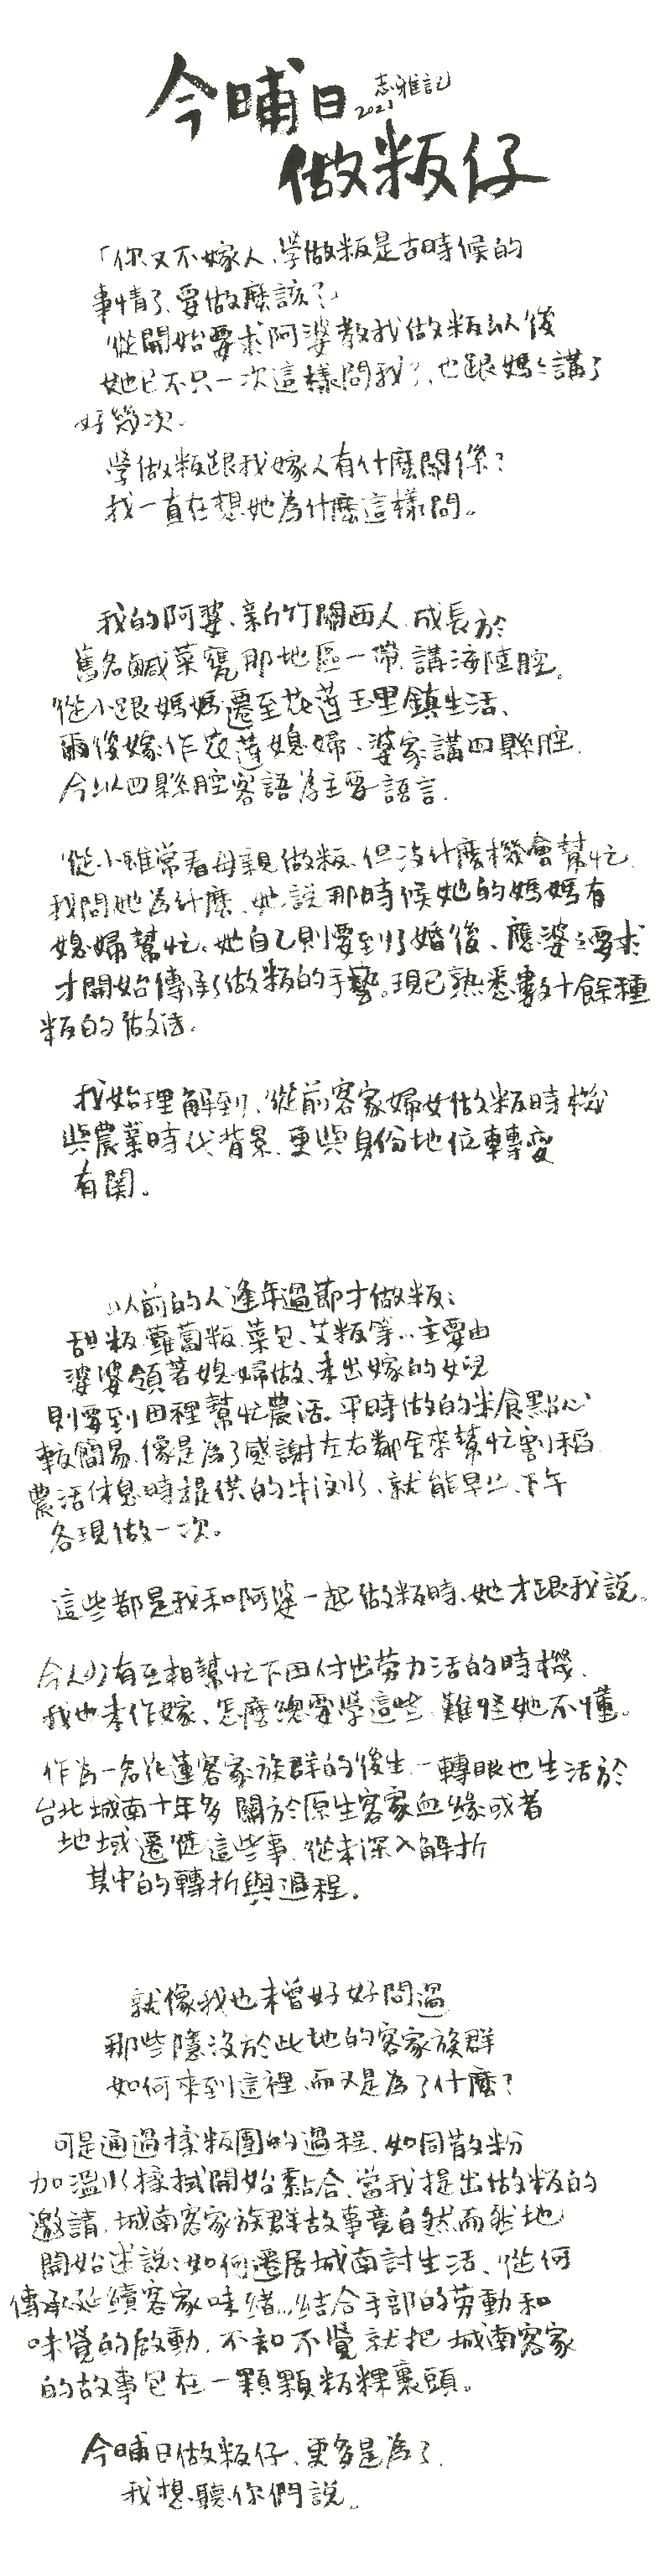 今晡日
志雅記
2021
做粄仔
「你又不嫁人、學做粄是古時候的
事情了、要做麼該？」
從開始要求阿婆教我做粄以後
她已不只一次這樣問我了、也跟媽媽講了
好幾次。
學做粄跟我嫁人有什麼關係？
我一直在想她為什麼這樣問。
我的阿婆、新竹關西人、成長於
舊名鹹菜甕那地區一帶、講海陸腔。
從小跟媽媽遷至花蓮玉里鎮生活、
爾後嫁作花蓮媳婦、婆家講四縣腔、
今以四縣腔客語為主要語言.
從小雖常看母親做粄、但沒什麼機會幫忙、
我問她為什麼、她說那時候她的媽媽有
媳婦幫忙。她自己則要到了婚後、應婆婆要求
才開始傳承了做粄的手藝。現已熟悉數十餘種
粄的做法。
我始理解到、從前客家婦女做粄時機
與農業時代背景、更與身份地位轉變
有関。
以前的人逢年過節才做粄：
甜粄、蘿蔔粄、菜包、艾粄等…主要由
婆婆領著媳婦做、未出嫁的女兒
則要到田裡幫忙農活。平時做的米食點心
較簡易、像是為了感謝左右鄰舍來幫忙割稻、
農活休息時提供的牛汶水、就能早上、下午
各現做一次。
這些都是我和阿婆一起做粄時、她才跟我說。
今人少有互相幫忙下田付出勞力活的時機、
我也未作嫁、怎麼總要學這些、難怪她不懂。
作為一名花蓮客家族群的後生、一轉眼也生活於
台北城南十年多、關於原生客家血緣或者
地域遷徙這些事、從未深入解析
其中的轉折與過程。
就像我也未曾好好問過
那些隱沒於此地的客家族群
如何來到這裡、而又是為了什麼？
可是通過揉粄團的過程、如同散粉
加溫水揉拭開始黏合、當我提出做粄的
邀請、城南客家族群故事竟自然而然地
開始述說：如何遷居城南討生活、從何
傳承延續客家味緒…結合手部的勞動和
味覺的啟動、不知不覺就把城南客家
的故事包在一顆顆粄粿裏頭。
今晡日做粄仔、更多是為了、
我想聽你們說。